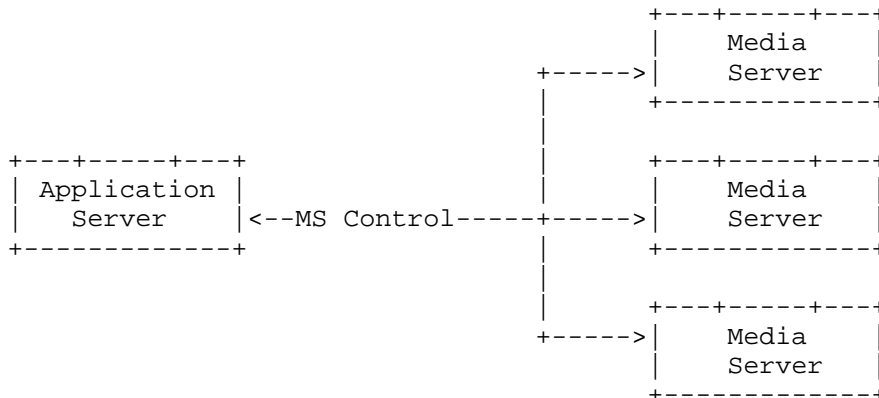 Media
Server
Application
Server
<--MS Control-----
Media
Server
Media
Server